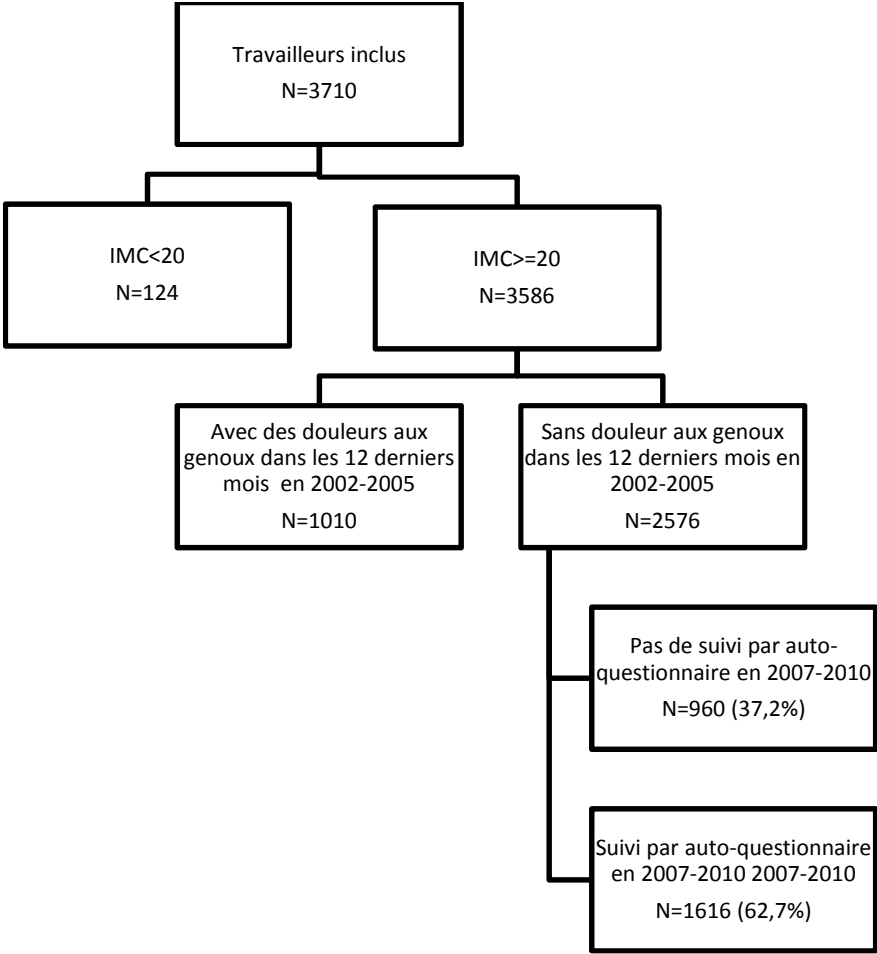 Travailleurs inclus
N=3710
IMC<20
N=124
IMC>=20
N=3586
Avec des douleurs aux
genoux dans les 12 derniers
mois en 2002-2005
N=1010
Sans douleur aux genoux
dans les 12 derniers mois en
2002-2005
N=2576
Pas de suivi par auto-
questionnaire en 2007-2010
N=960 (37,2%)
Suivi par auto-questionnaire
en 2007-2010 2007-2010
N=1616 (62,7%)